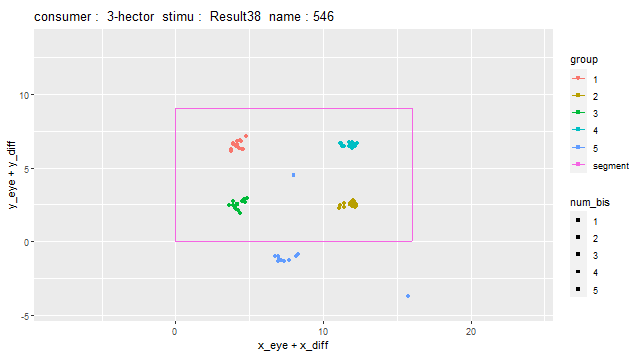 consumer :  3-hector  stimu :  Result38  name : 546
group
1
2
3
4
5
segment
num_bis
1
2
3
4
5
y_eye + y_diff
10
5
0
-5
0
10
20
x_eye + x_diff